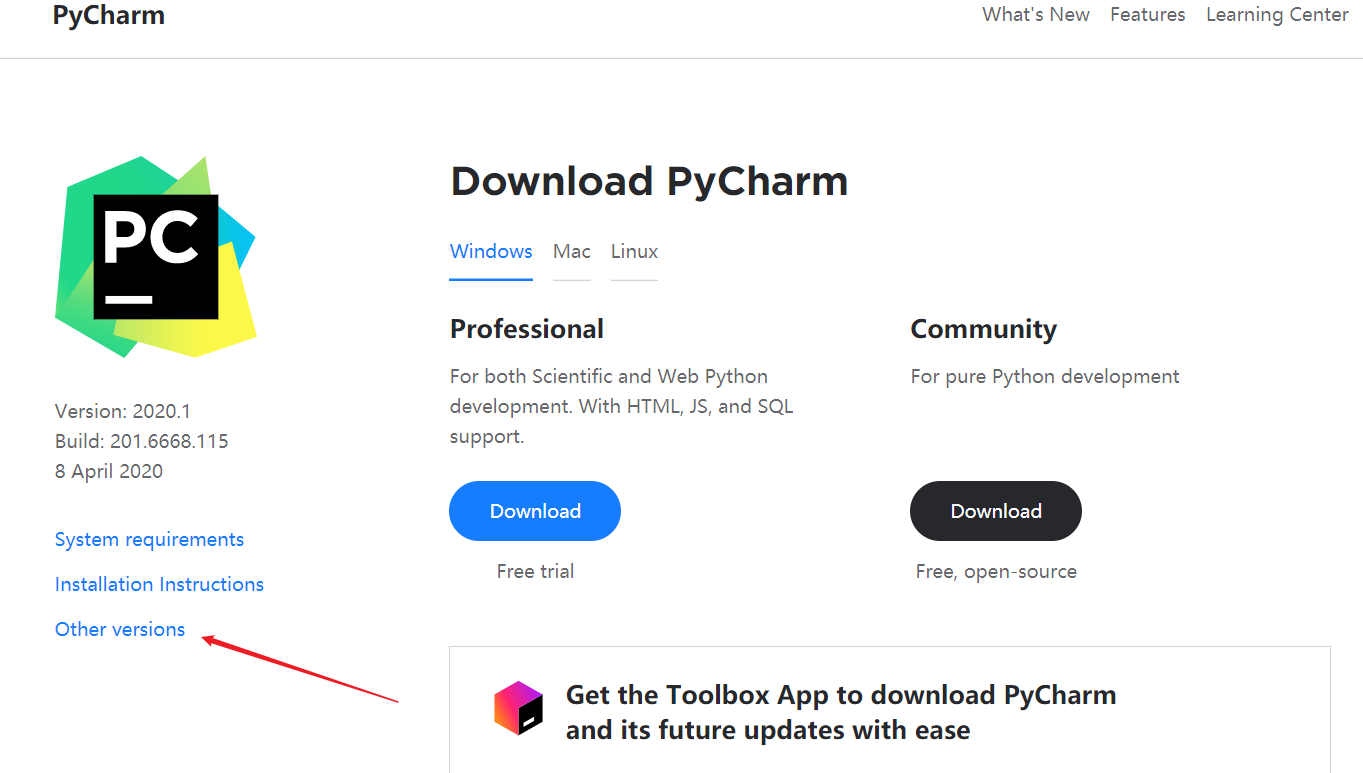 PyCharm
What's New Features Learning Center
PC
Download PyCharm
Windows Mac Linux
Professional
For both Scientific and Web Python
development. With HTML, JS, and SQL
support.
Download
Free trial
Community
For pure Python development
Download
Free, open-source
Version: 2020.1
Build: 201.6668.115
8 April 2020
System requirements
Installation Instructions
Other versions
Get the Toolbox App to download PyCharm
and its future updates with ease